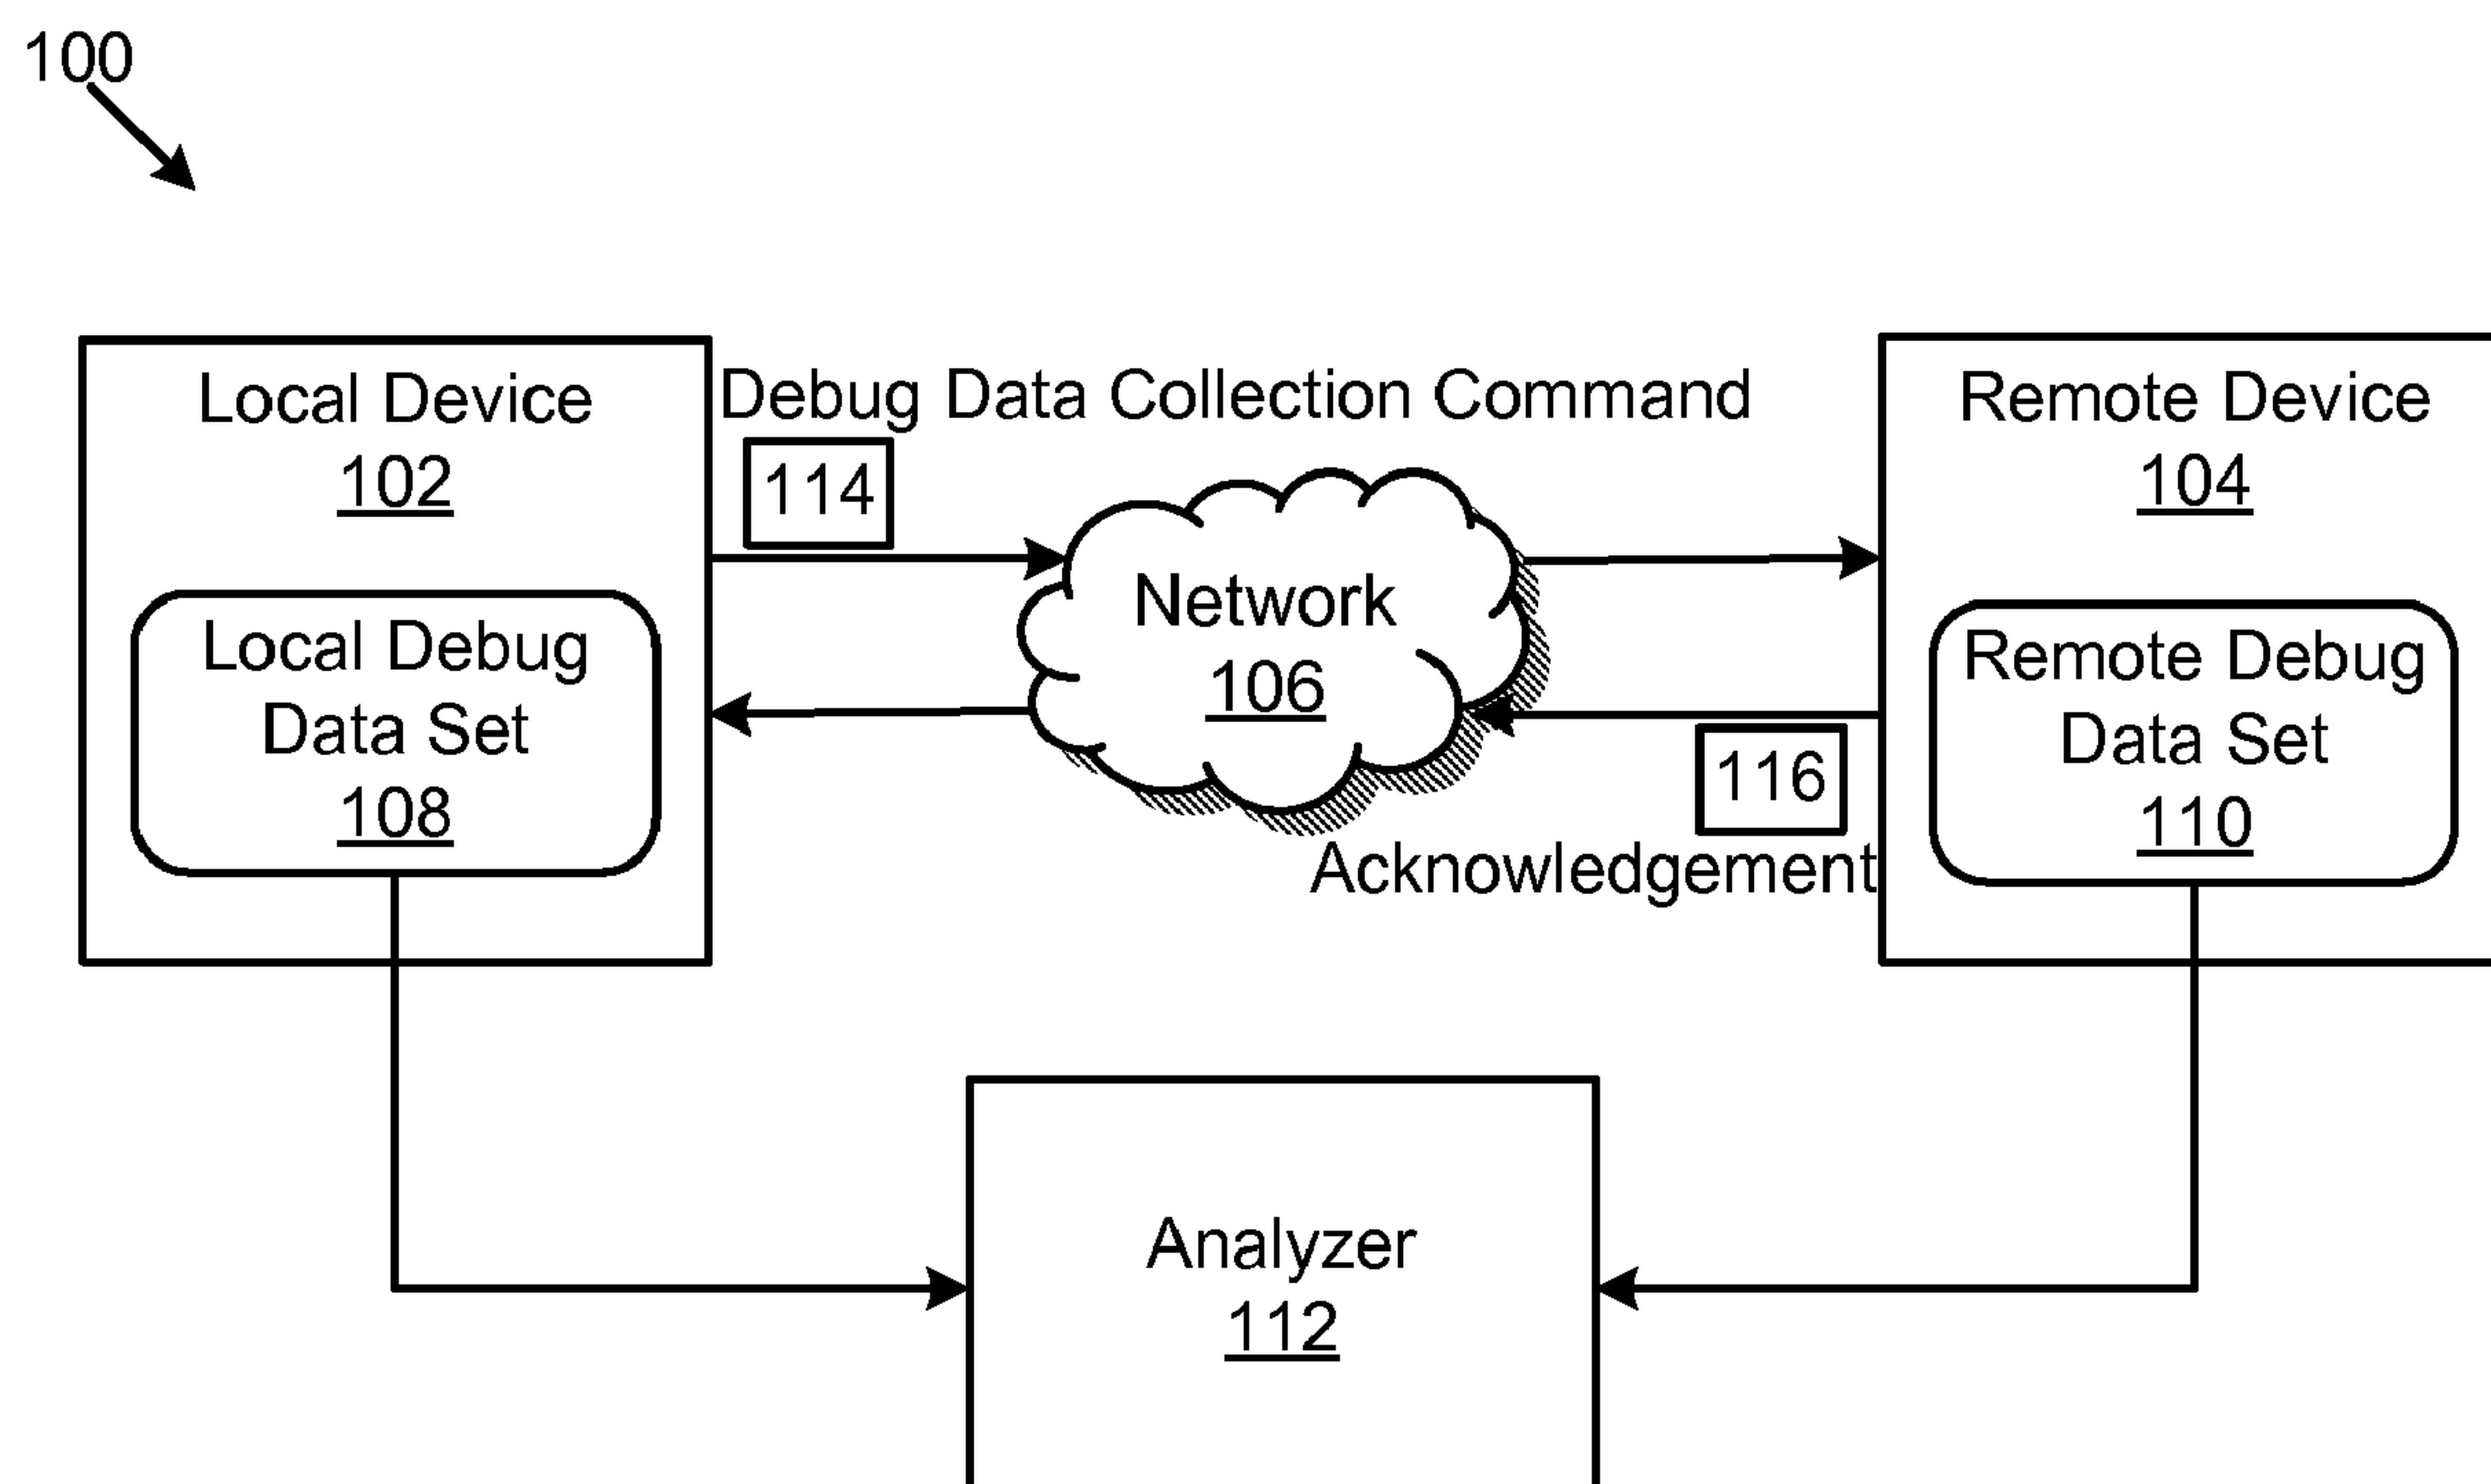 100
Local Device
102
Debug Data Collection Command
114
Remote Device
104
Network
106
Local Debug
Data Set
108
116
Acknowledgement
Remote Debug
Data Set
110
Analyzer
112